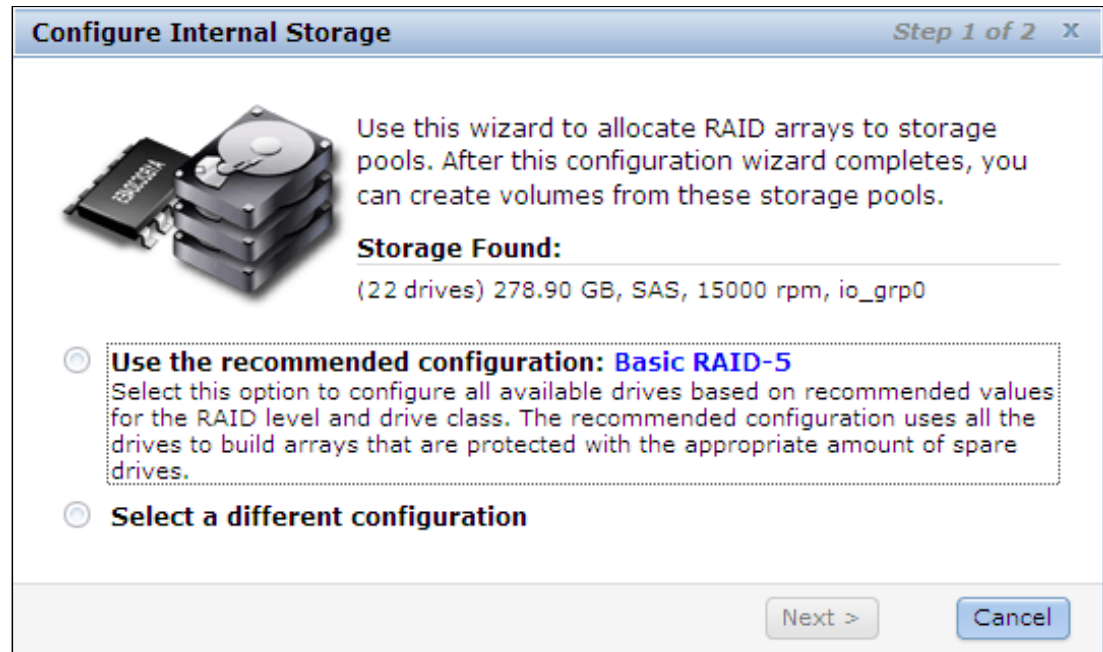 Configure Internal Storage
Step 1 of 2 X
Use this wizard to allocate RAID arrays to storage
pools. After this configuration wizard completes, you
can create volumes from these storage pools.
Storage Found:
(22 drives) 278.90 GB, SAS, 15000 rpm, io_grp0
Use the recommended configuration: Basic RAID-5
Select this option to configure all available drives based on recommended values
for the RAID level and drive class. The recommended configuration uses all the
drives to build arrays that are protected with the appropriate amount of spare
drives.
Select a different configuration
Next >
Cancel